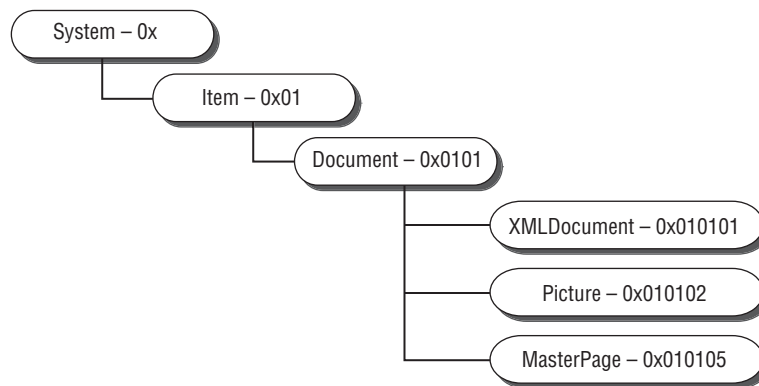 System – 0x
Item – 0x01
Document – 0x0101
XMLDocument – 0x010101
Picture – 0x010102
MasterPage – 0x010105